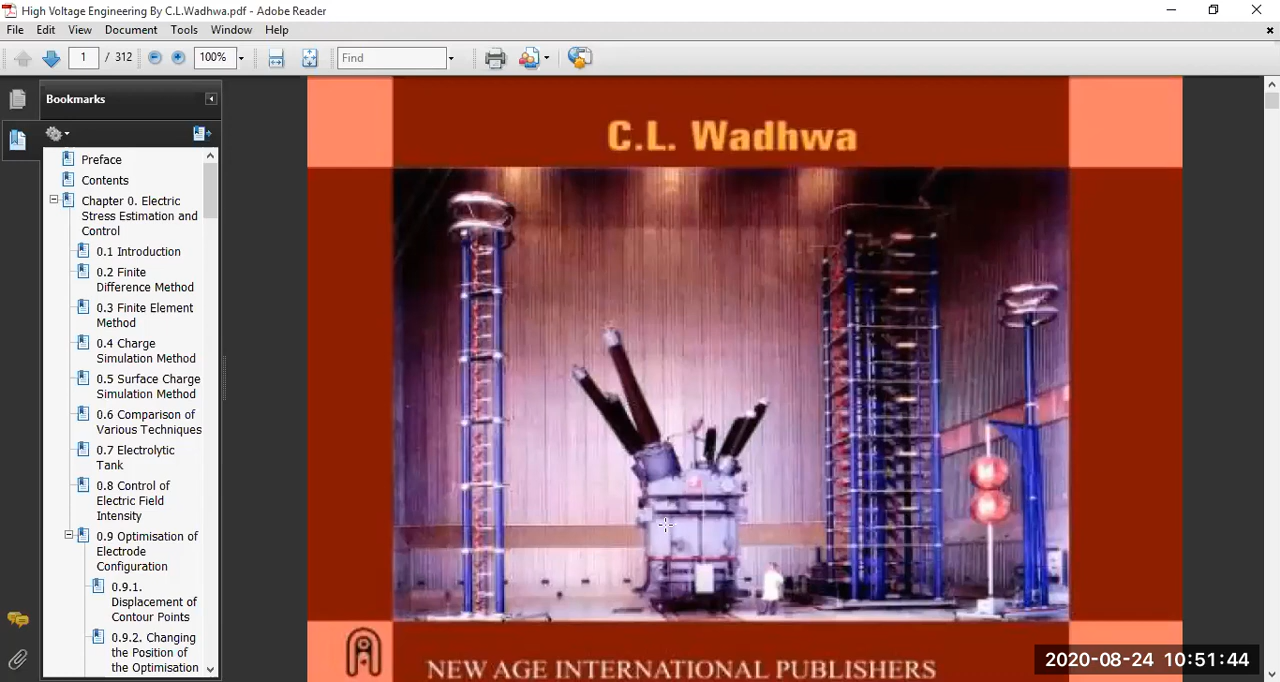 High Voltage Engineering By C.L.Wadhwa.pdf - Adobe Reader
File Edit View Document Tools Window Help
1 / 312 100% Find
Bookmarks
Preface
Contents
Chapter 0. Electric
Stress Estimation and
Control
0.1 Introduction
0.2 Finite
Difference Method
0.3 Finite Element
Method
0.4 Charge
Simulation Method
0.5 Surface Charge
Simulation Method
0.6 Comparison of
Various Techniques
0.7 Electrolytic
Tank
0.8 Control of
Electric Field
Intensity
0.9 Optimisation of
Electrode
Configuration
0.9.1.
Displacement of
Contour Points
0.9.2. Changing
the Position of
the Optimisation
C.L. Wadhwa
NEW AGE INTERNATIONAL PUBLISHERS
2020-08-24 10:51:44